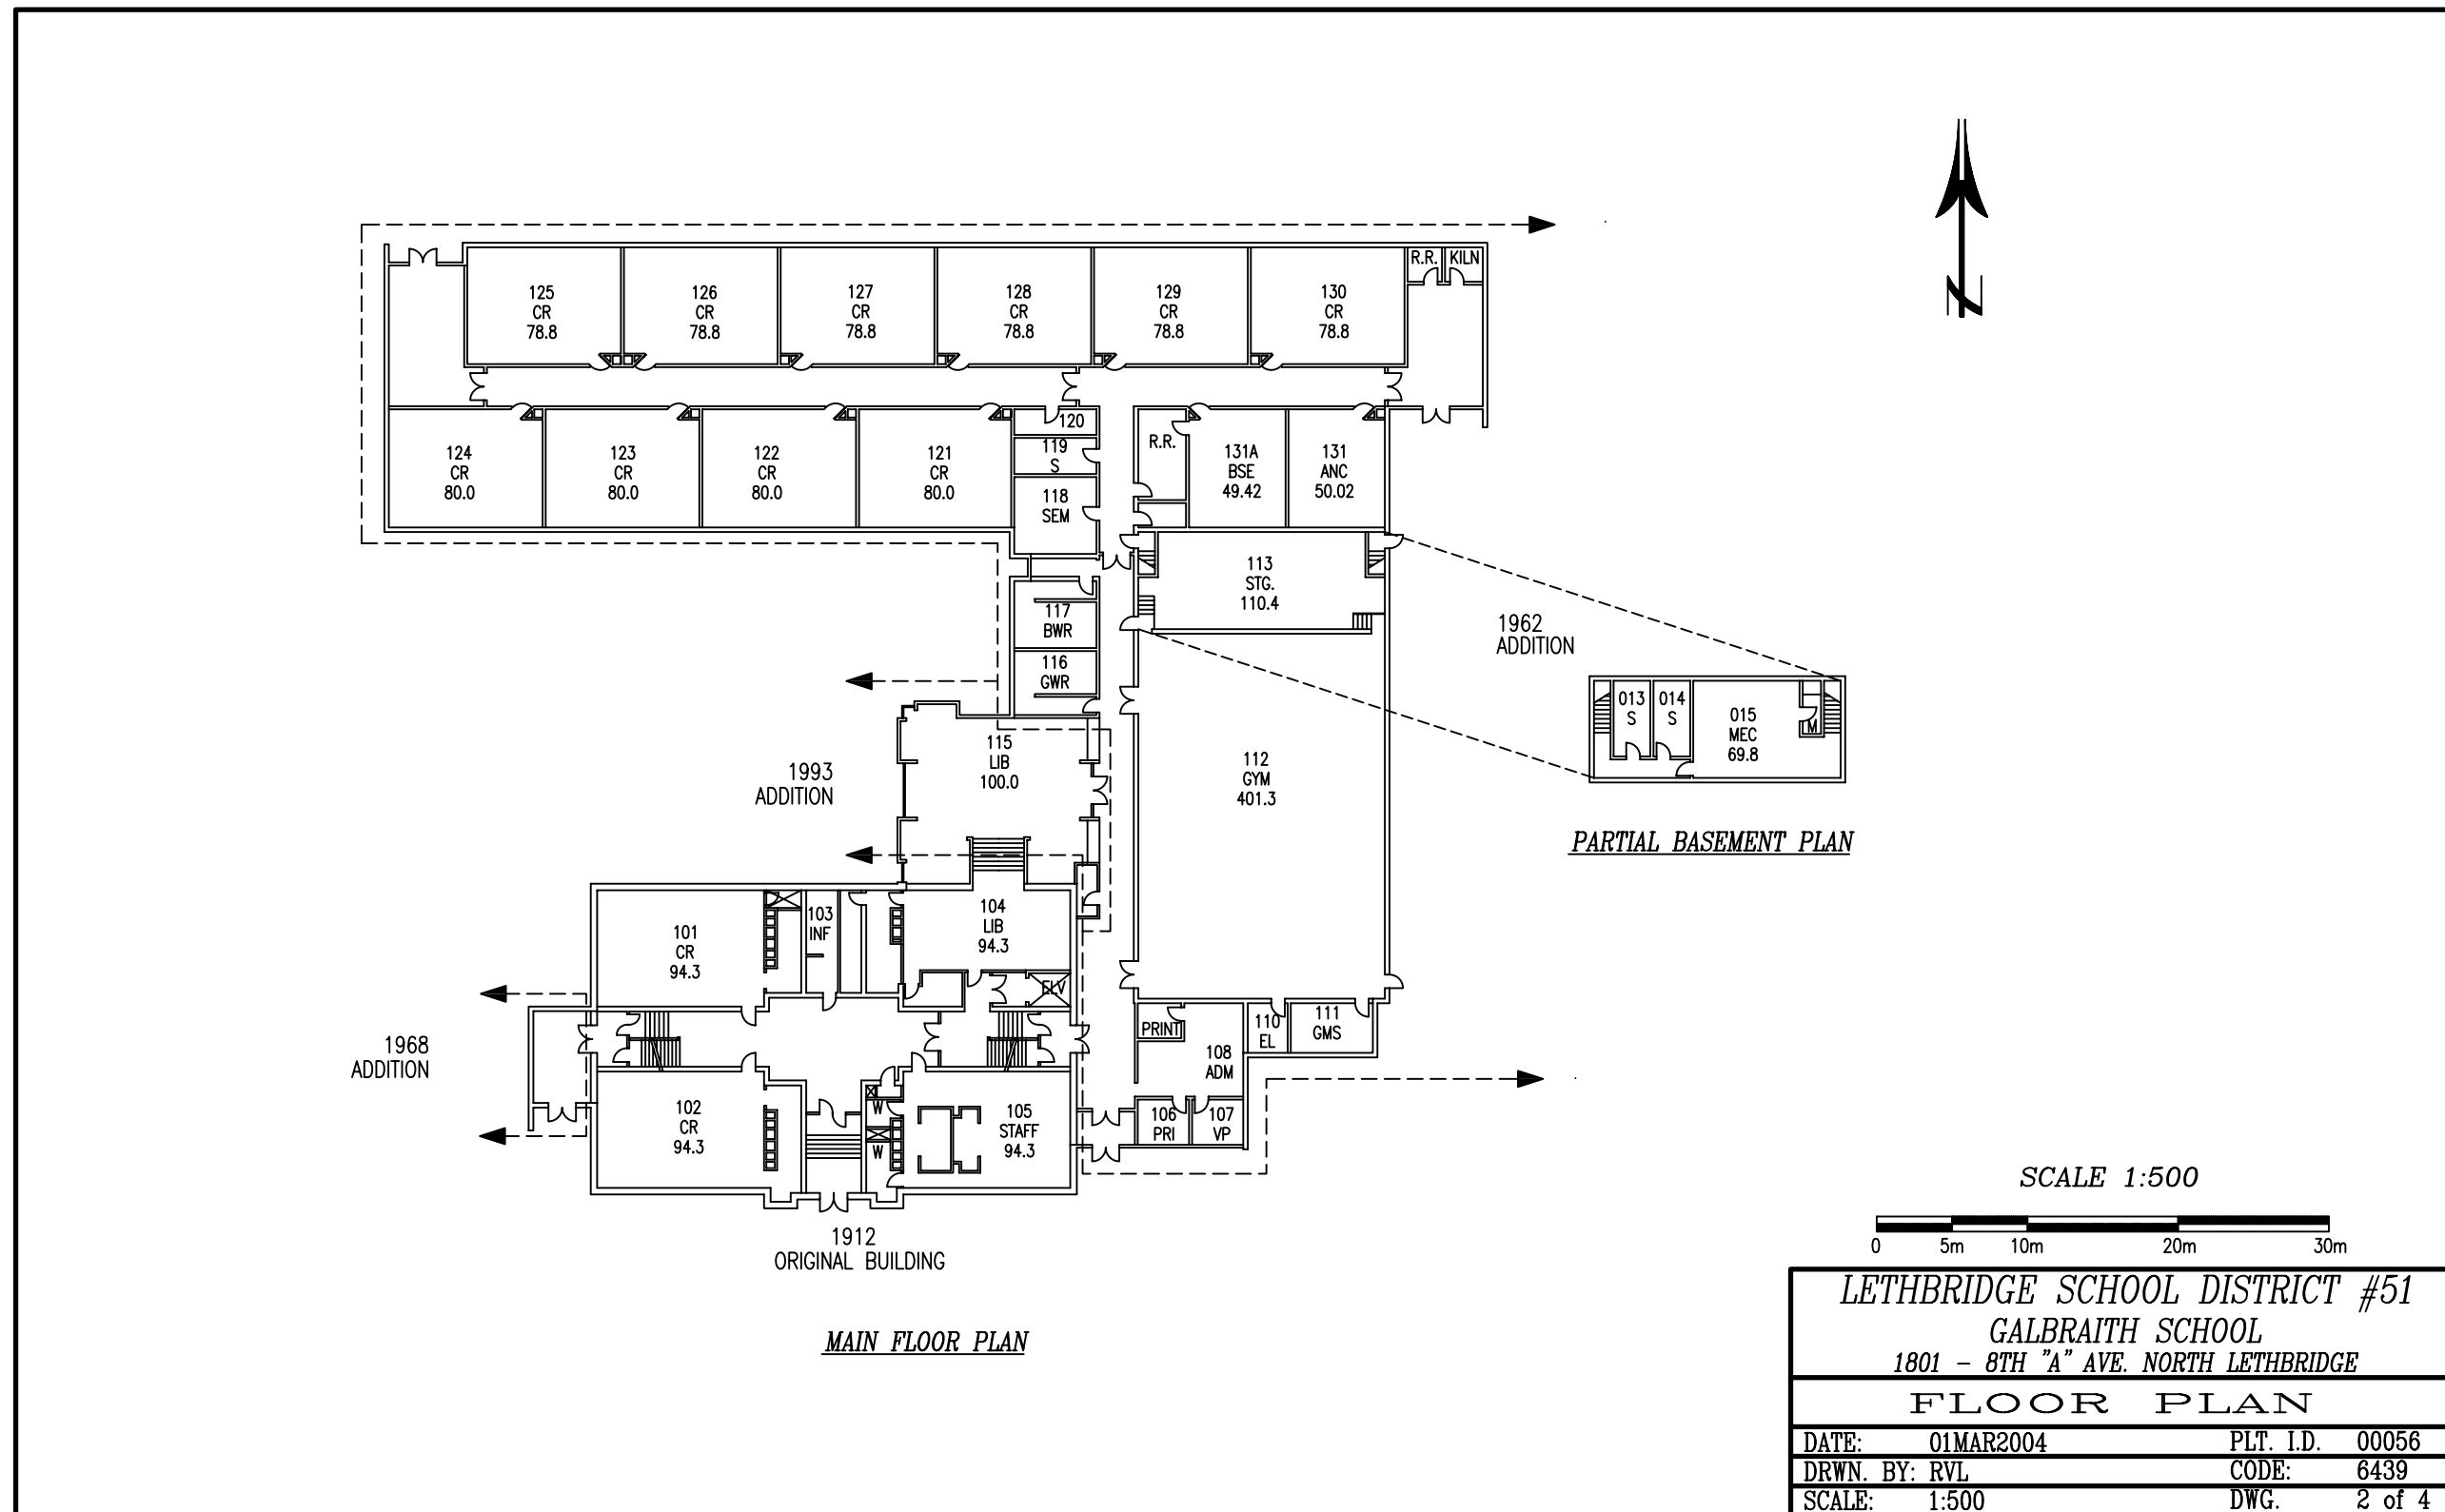 R.R.
KILN
125
CR
78.8
126
CR
78.8
127
CR
78.8
128
CR
78.8
129
CR
78.8
130
CR
78.8
N
124
CR
80.0
123
CR
80.0
122
CR
80.0
121
CR
80.0
120
119
S
118
SEM
R.R.
131A
BSE
49.42
131
ANC
50.02
113
STG.
110.4
117
BWR
116
GWR
1962
ADDITION
013
S
014
S
015
MEC
69.8
M
PARTIAL BASEMENT PLAN
115
LIB
100.0
1993
ADDITION
112
GYM
401.3
101
CR
94.3
103
INF
104
LIB
94.3
ELV
1968
ADDITION
PRINT
110
EL
111
GMS
108
ADM
102
CR
94.3
W
W
105
STAFF
94.3
106
PRI
107
VP
1912
ORIGINAL BUILDING
MAIN FLOOR PLAN
SCALE 1:500
0 5m 10m 20m 30m
LETHBRIDGE SCHOOL DISTRICT #51
GALBRAITH SCHOOL
1801 - 8TH "A" AVE. NORTH LETHBRIDGE
FLOOR PLAN
DATE: 01MAR2004 PLT. I.D. 00056
DRWN. BY: RVL CODE: 6439
SCALE: 1:500 DWG. 2 of 4